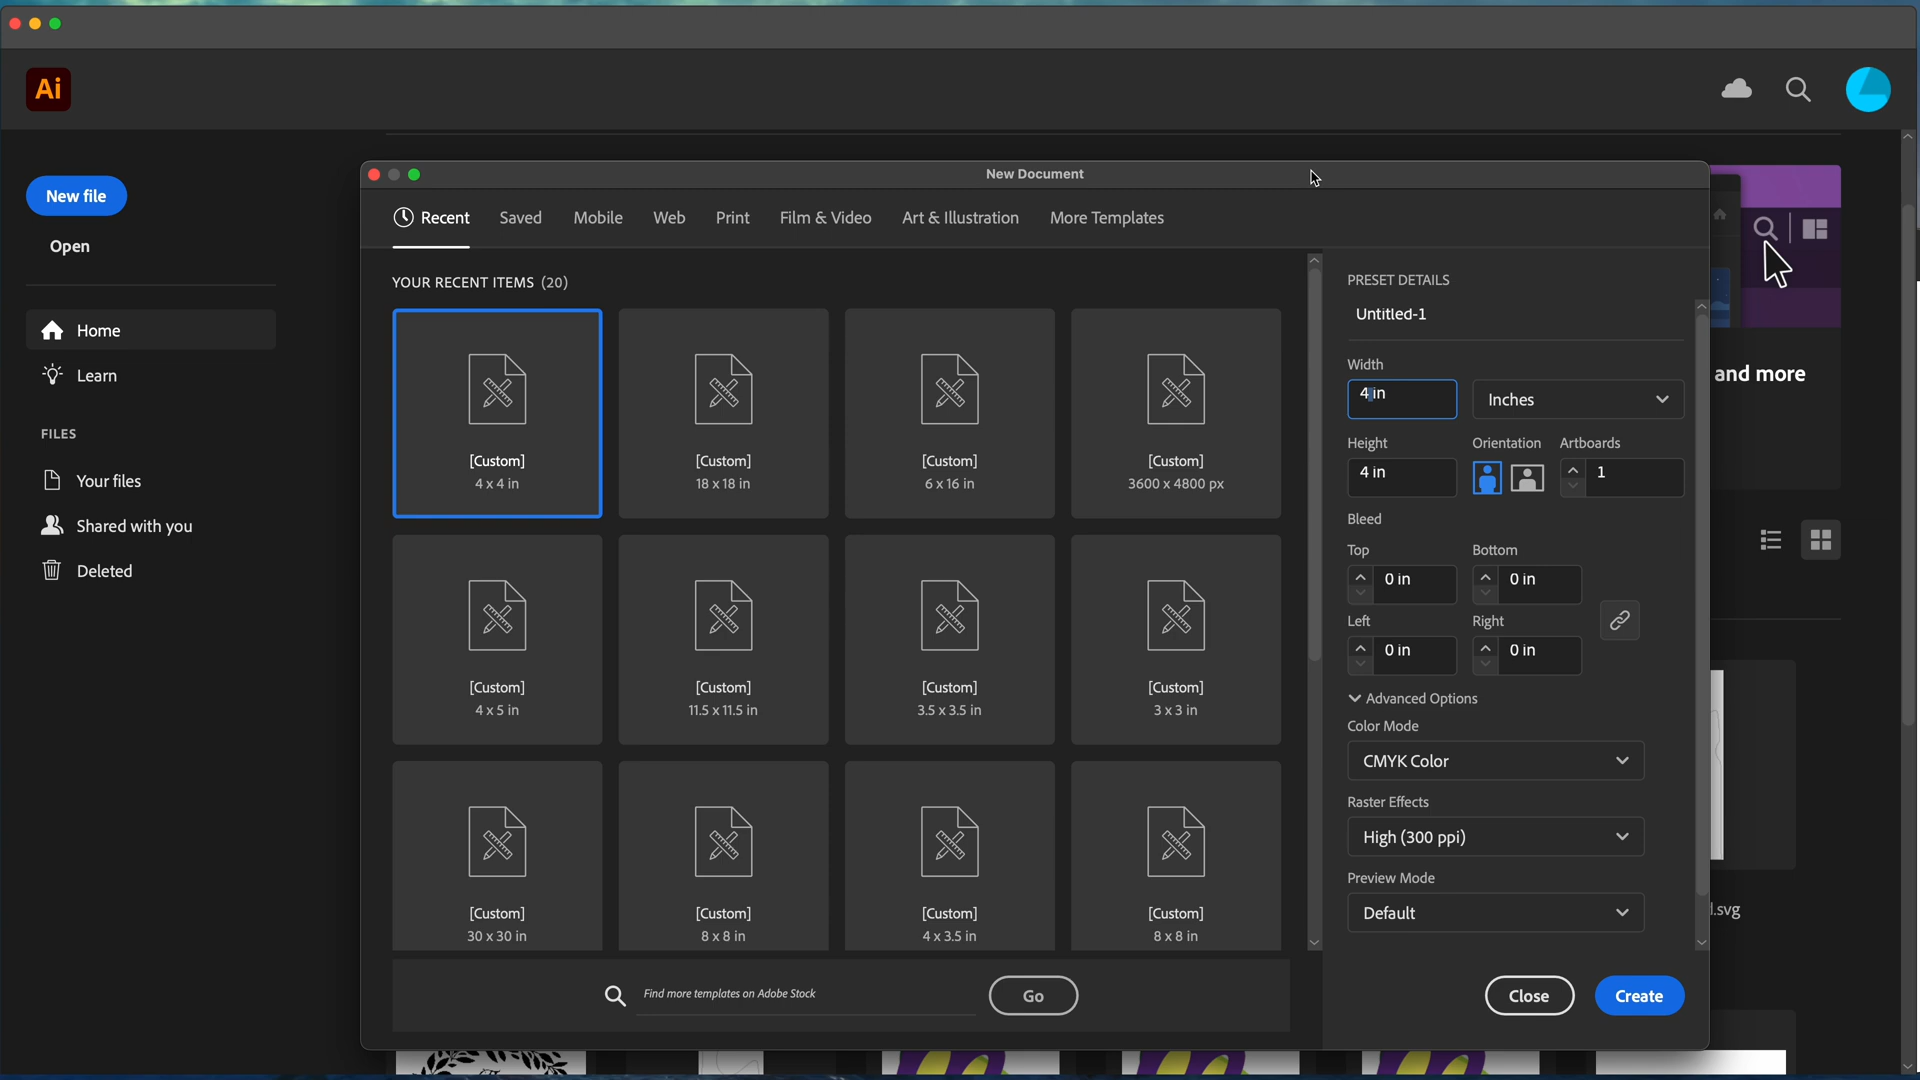 Ai
New file
Open
Home
Learn
FILES
Your files
Shared with you
Deleted
New Document
Recent Saved Mobile Web Print Film & Video Art & Illustration More Templates
YOUR RECENT ITEMS (20)
[Custom]
4 x 4 in
[Custom]
18 x 18 in
[Custom]
6 x 16 in
[Custom]
3600 x 4800 px
[Custom]
4 x 5 in
[Custom]
11.5 x 11.5 in
[Custom]
3.5 x 3.5 in
[Custom]
3 x 3 in
[Custom]
30 x 30 in
[Custom]
8 x 8 in
[Custom]
4 x 3.5 in
[Custom]
8 x 8 in
Find more templates on Adobe Stock
Go
PRESET DETAILS
Untitled-1
Width
4 in
Inches
Height Orientation Artboards
4 in
1
Bleed
Top Bottom
0 in 0 in
Left Right
0 in 0 in
Advanced Options
Color Mode
CMYK Color
Raster Effects
High (300 ppi)
Preview Mode
Default
Close Create
and more
.svg